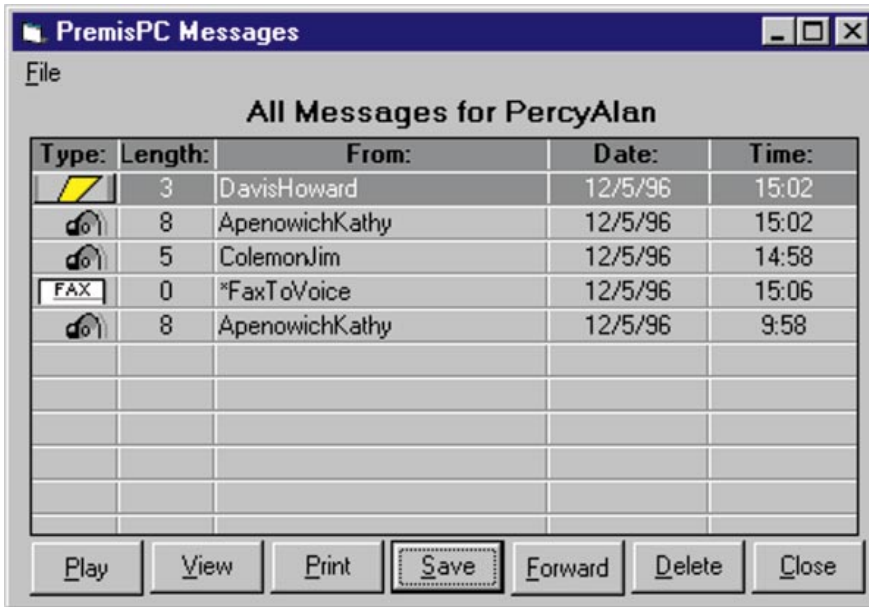 PremisPC Messages
File
All Messages for PercyAlan
Type: Length: From: Date: Time:
3 DavisHoward 12/5/96 15:02
8 ApenowichKathy 12/5/96 15:02
5 ColemonJim 12/5/96 14:58
FAX 0 *FaxToVoice 12/5/96 15:06
8 ApenowichKathy 12/5/96 9:58
Play View Print Save Forward Delete Close